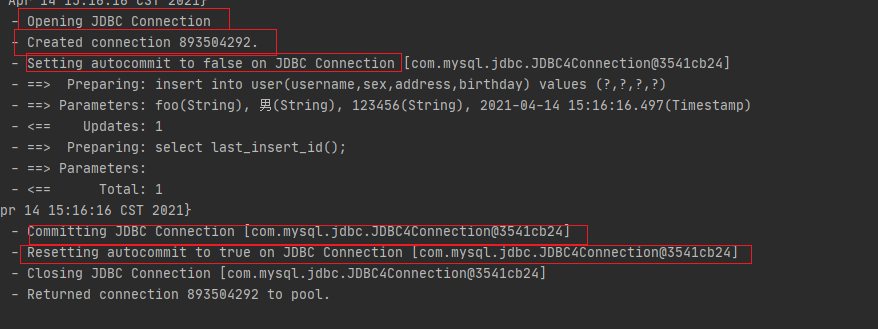 Apr 14 15:16:16 CST 2021}
- Opening JDBC Connection
- Created connection 893504292.
- Setting autocommit to false on JDBC Connection [com.mysql.jdbc.JDBC4Connection@3541cb24]
- ==>  Preparing: insert into user(username,sex,address,birthday) values (?,?,?,?)
- ==> Parameters: foo(String), 男(String), 123456(String), 2021-04-14 15:16:16.497(Timestamp)
- <==    Updates: 1
- ==>  Preparing: select last_insert_id();
- ==> Parameters:
- <==      Total: 1
pr 14 15:16:16 CST 2021}
- Committing JDBC Connection [com.mysql.jdbc.JDBC4Connection@3541cb24]
- Resetting autocommit to true on JDBC Connection [com.mysql.jdbc.JDBC4Connection@3541cb24]
- Closing JDBC Connection [com.mysql.jdbc.JDBC4Connection@3541cb24]
- Returned connection 893504292 to pool.